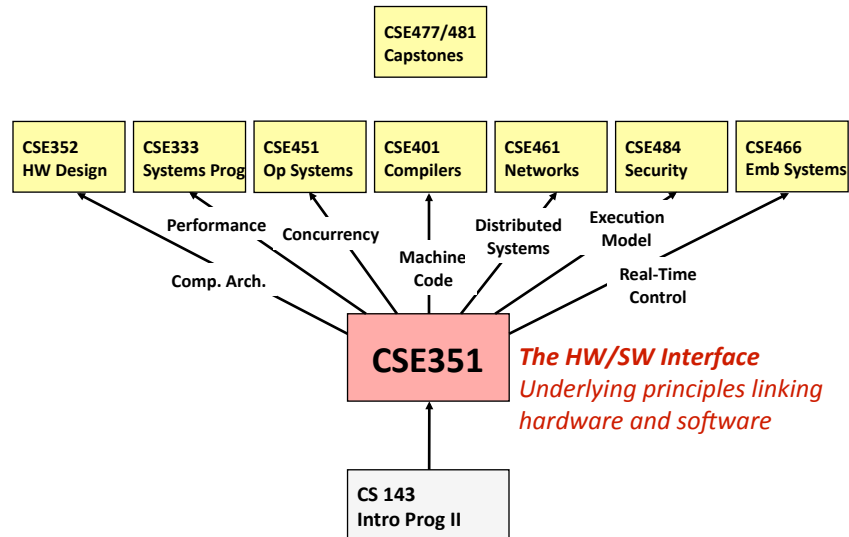 CSE477/481
Capstones
CSE352
HW Design
CSE333
Systems Prog
CSE451
Op Systems
CSE401
Compilers
CSE461
Networks
CSE484
Security
CSE466
Emb Systems
Performance
Concurrency
Distributed
Systems
Execution
Model
Comp. Arch.
Machine
Code
Real-Time
Control
CSE351
The HW/SW Interface
Underlying principles linking
hardware and software
CS 143
Intro Prog II